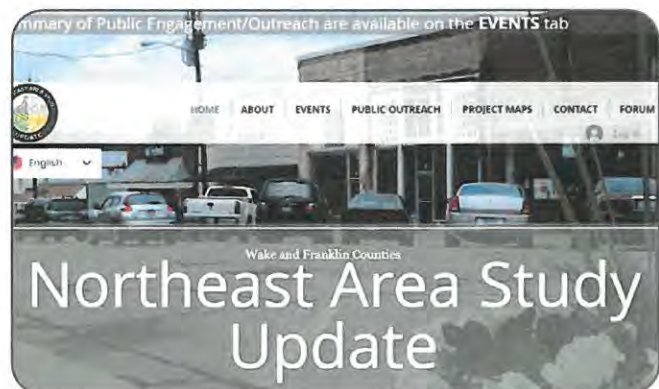 mmary of Public Engagement/Outreach are available on the EVENTS tab
HOME ABOUT EVENTS PUBLIC OUTREACH PROJECT MAPS CONTACT FORUM
English
Wake and Franklin Counties
Northeast Area Study
Update